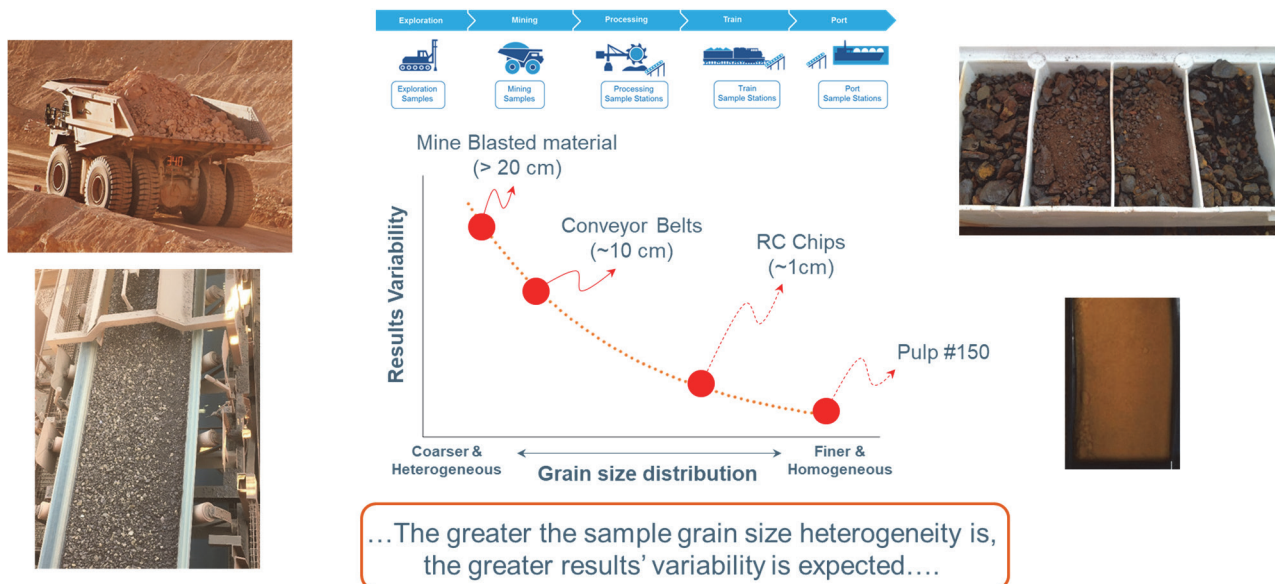 Exploration
Mining
Processing
Train
Port
Exploration
Samples
Mining
Samples
Processing
Sample Stations
Train
Sample Stations
Port
Sample Stations
Mine Blasted material
(> 20 cm)
Conveyor Belts
(~10 cm)
RC Chips
(~1cm)
Pulp #150
Results Variability
Coarser &
Heterogeneous
Grain size distribution
Finer &
Homogeneous
…The greater the sample grain size heterogeneity is,
the greater results’ variability is expected….
340